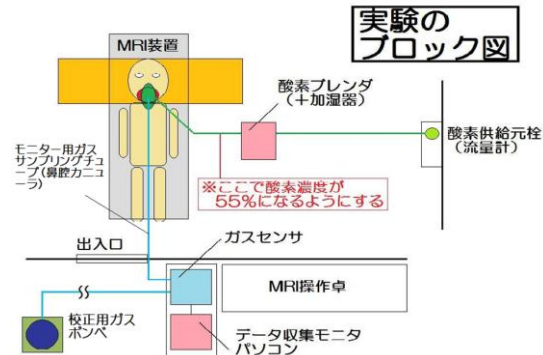 実験の
ブロック図
MRI装置
酸素ブレンダ
(+加湿器)
酸素供給元栓
(流量計)
モニター用ガス
サンプリングチュ
ーブ(鼻腔カニュ
ーラ)
※ここで酸素濃度が
55%になるようにする
出入口
ガスセンサ
MRI操作卓
校正用ガス
ボンベ
データ収集モニタ
パソコン